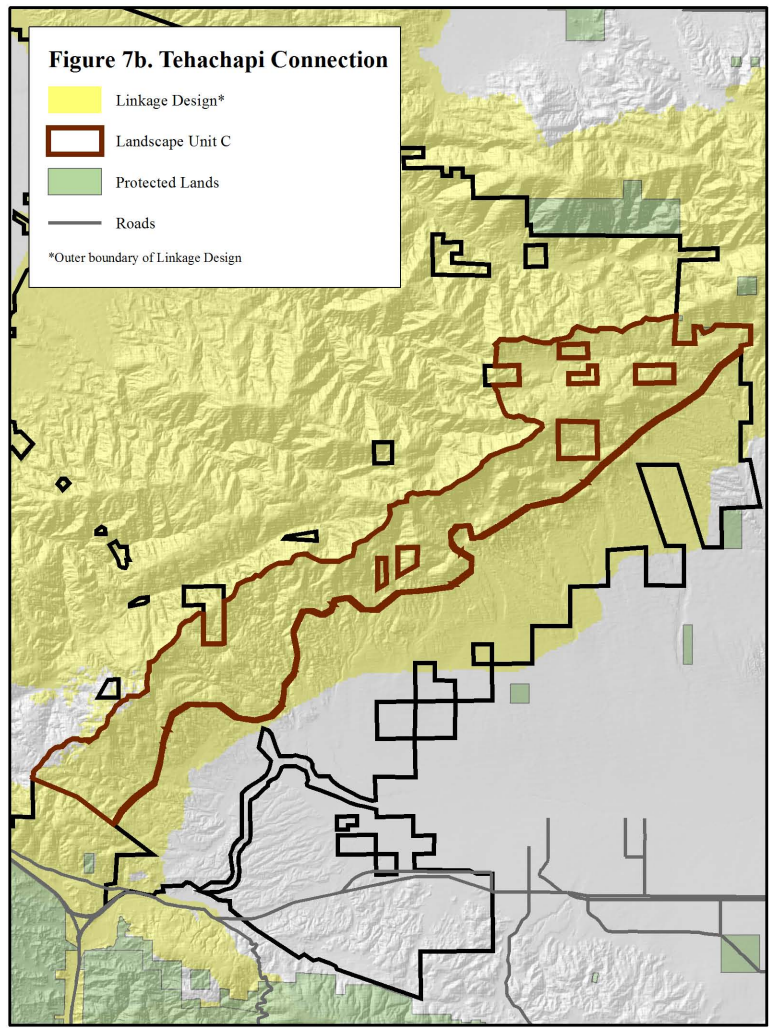 Figure 7b. Tehachapi Connection
Linkage Design*
Landscape Unit C
Protected Lands
Roads
*Outer boundary of Linkage Design